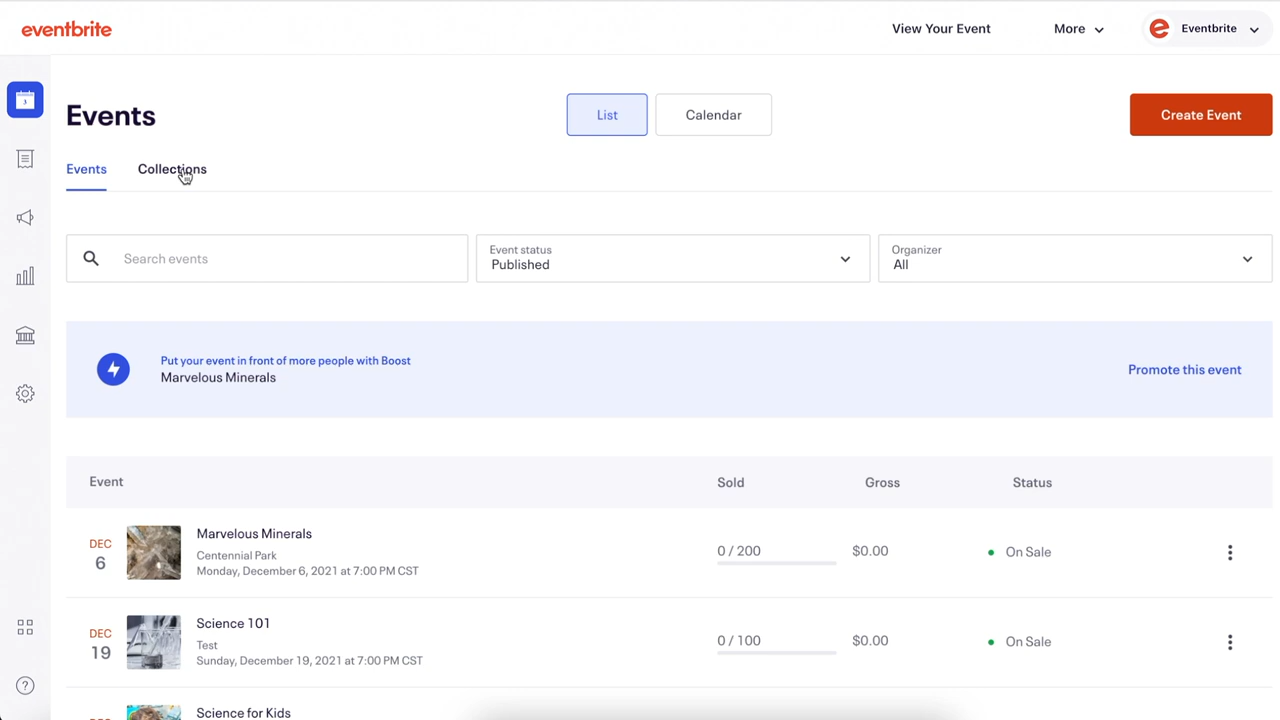 eventbrite
View Your Event
More
Eventbrite
Events
List
Calendar
Create Event
Events
Collections
Search events
Event status
Published
Organizer
All
Put your event in front of more people with Boost
Marvelous Minerals
Promote this event
Event
Sold
Gross
Status
DEC
6
Marvelous Minerals
Centennial Park
Monday, December 6, 2021 at 7:00 PM CST
0 / 200
$0.00
On Sale
DEC
19
Science 101
Test
Sunday, December 19, 2021 at 7:00 PM CST
0 / 100
$0.00
On Sale
Science for Kids